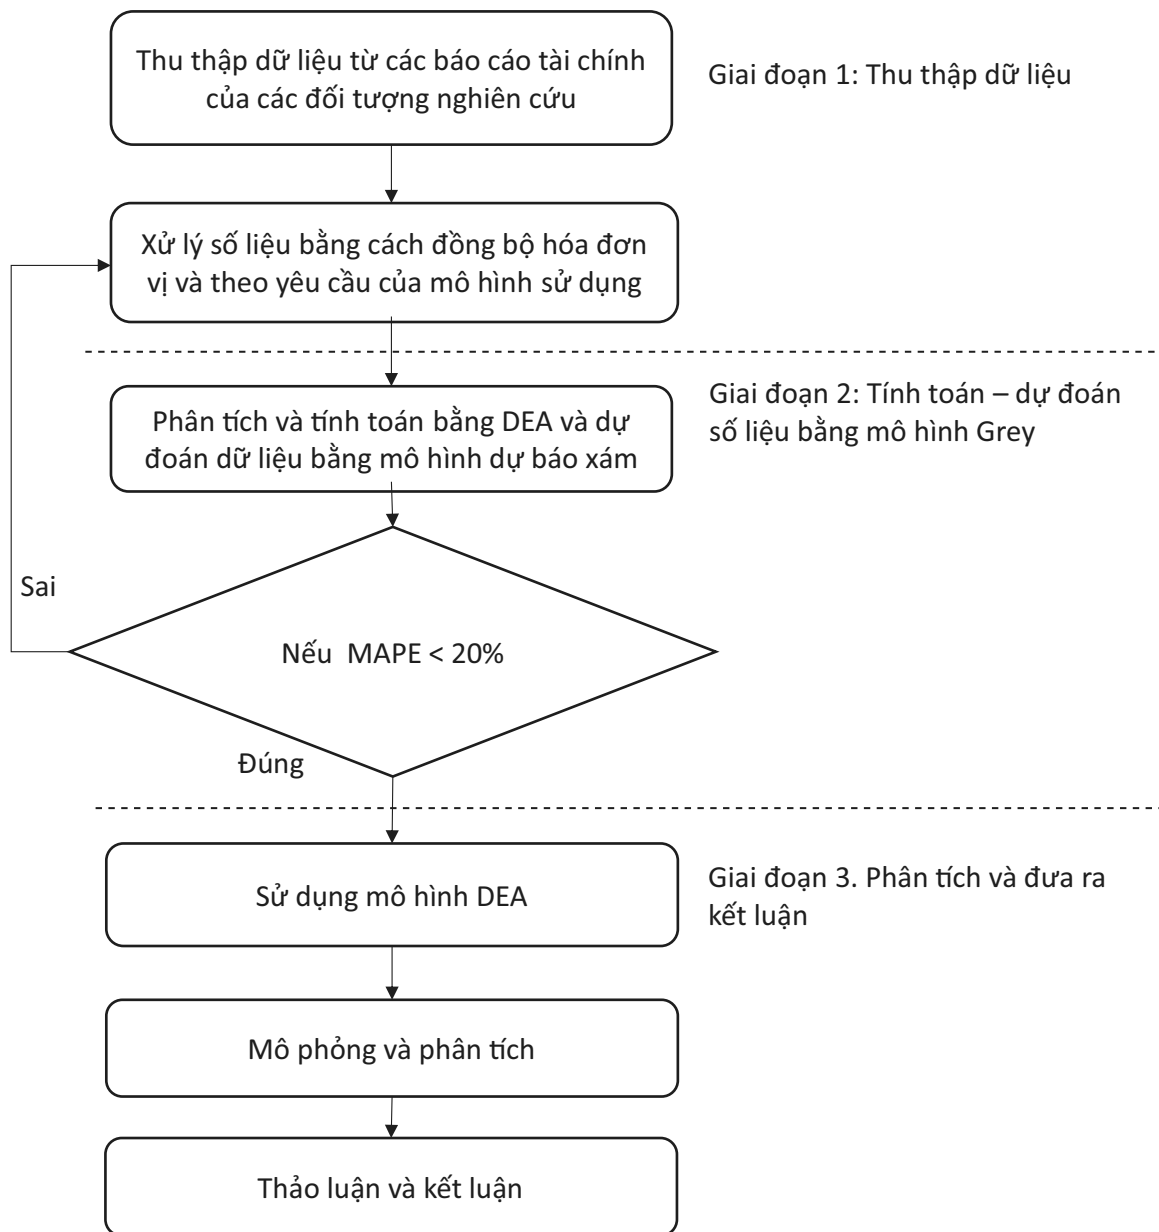 Thu thập dữ liệu từ các báo cáo tài chính
của các đối tượng nghiên cứu
Giai đoạn 1: Thu thập dữ liệu
Xử lý số liệu bằng cách đồng bộ hóa đơn
vị và theo yêu cầu của mô hình sử dụng
Phân tích và tính toán bằng DEA và dự
đoán dữ liệu bằng mô hình dự báo xám
Giai đoạn 2: Tính toán – dự đoán
số liệu bằng mô hình Grey
Sai
Nếu MAPE < 20%
Đúng
Sử dụng mô hình DEA
Giai đoạn 3. Phân tích và đưa ra
kết luận
Mô phỏng và phân tích
Thảo luận và kết luận